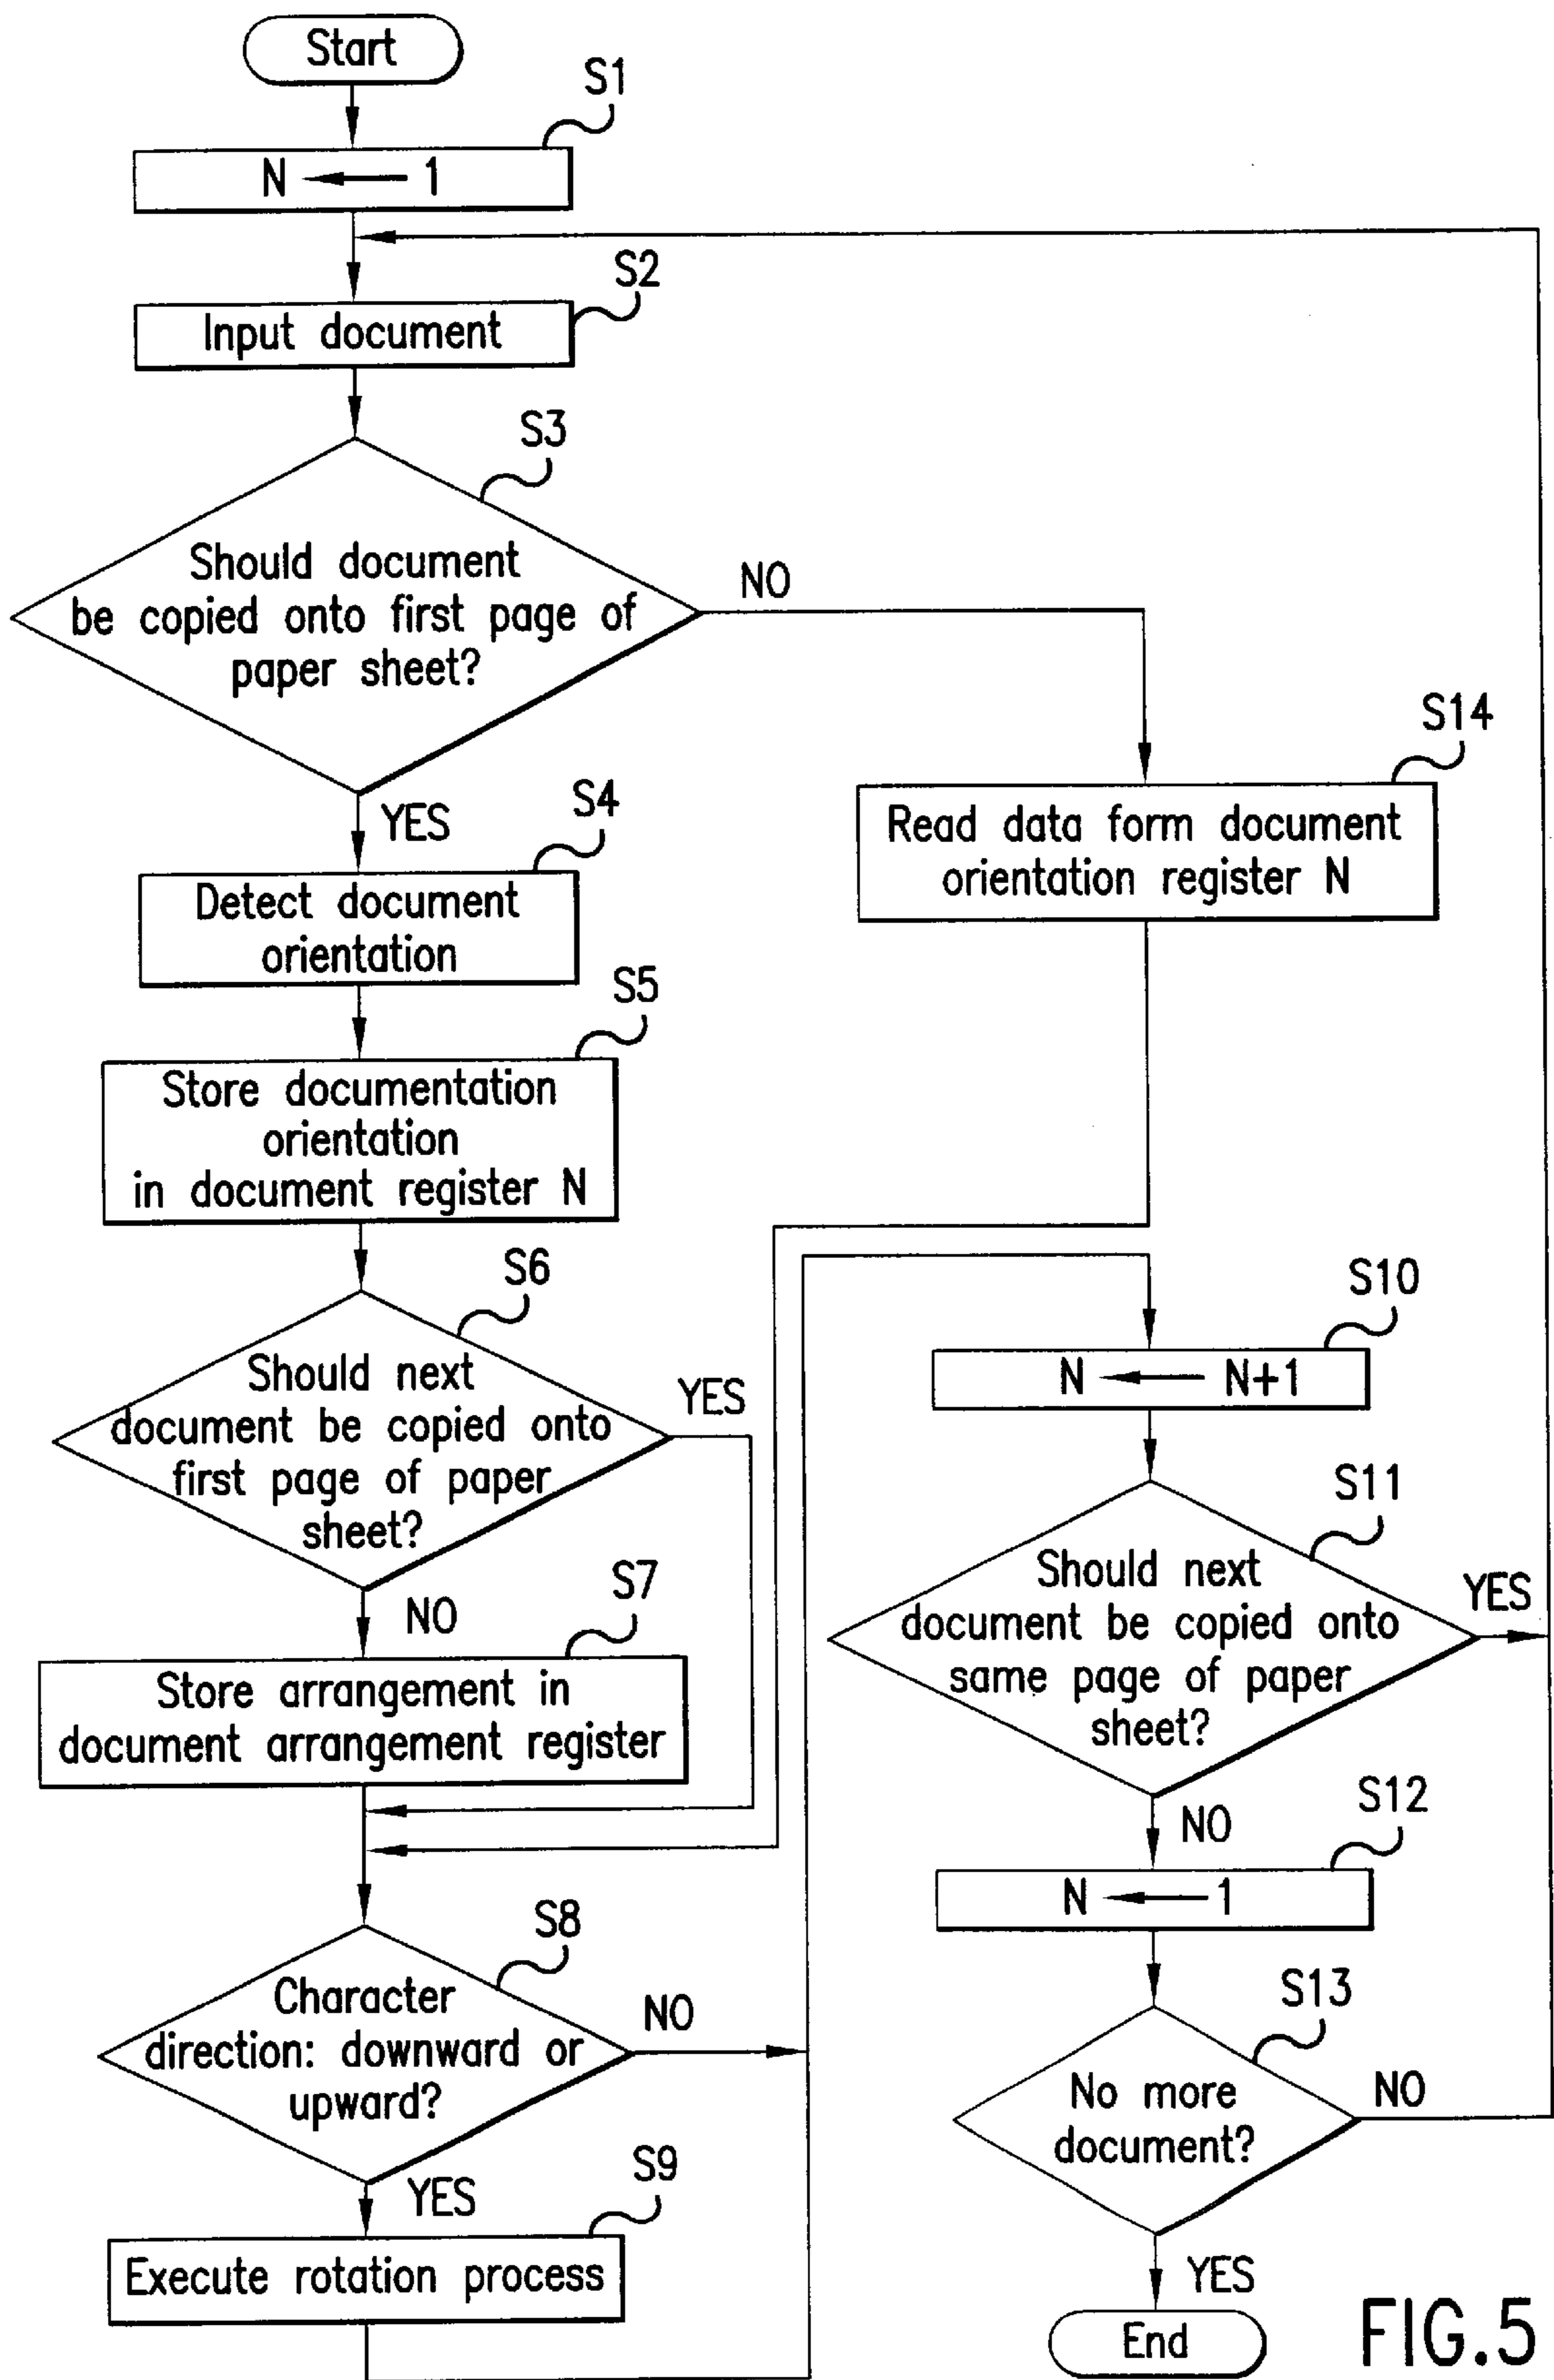 Start
S1
N ← 1
S2
Input document
S3
Should document
be copied onto first page of
paper sheet?
NO
YES
S4
Detect document
orientation
S14
Read data form document
orientation register N
S5
Store documentation
orientation
in document register N
S6
Should next
document be copied onto
first page of paper
sheet?
YES
NO
S7
Store arrangement in
document arrangement register
S8
Character
direction: downward or
upward?
NO
YES
S9
Execute rotation process
S10
N ← N+1
S11
Should next
document be copied onto
same page of paper
sheet?
YES
NO
S12
N ← 1
S13
No more
document?
NO
YES
End
FIG.5